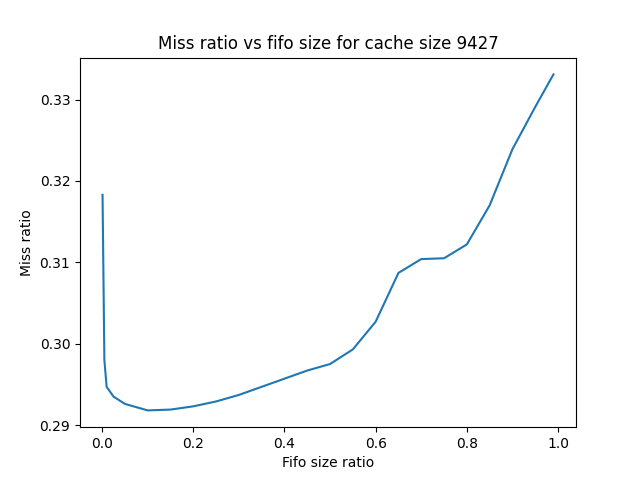 Miss ratio vs fifo size for cache size 9427
0.33
0.32
0.31
0.30
0.29
Miss ratio
0.0 0.2 0.4 0.6 0.8 1.0
Fifo size ratio